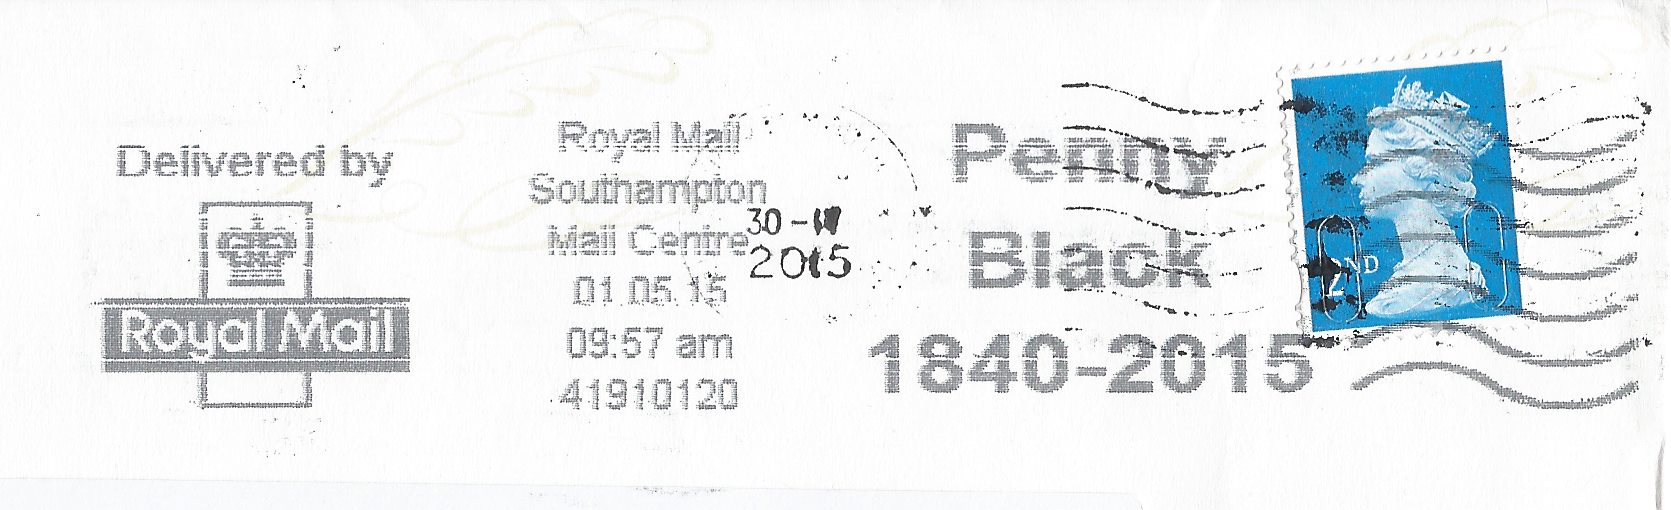 Delivered by
Royal Mail
Royal Mail
Southampton
Mail Centre
01.05.15
09:57 am
41910120
30-IV
2015
Penny
Black
1840-2015
2ND